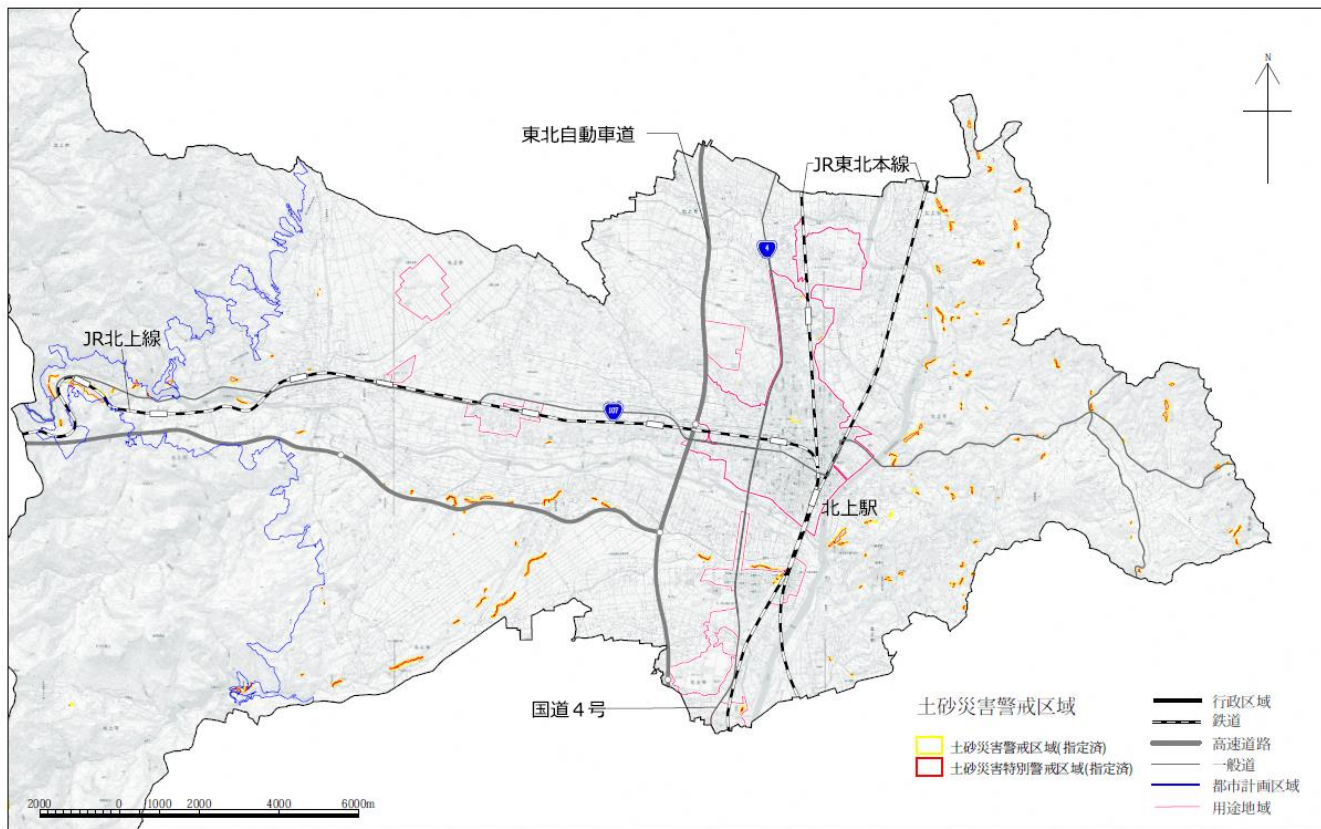 N
東北自動車道
JR東北本線
4
JR北上線
107
北上駅
国道4号
土砂災害警戒区域
土砂災害警戒区域(指定済)
土砂災害特別警戒区域(指定済)
行政区域
鉄道
高速道路
一般道
都市計画区域
用途地域
2000 0 1000 2000 4000 6000m